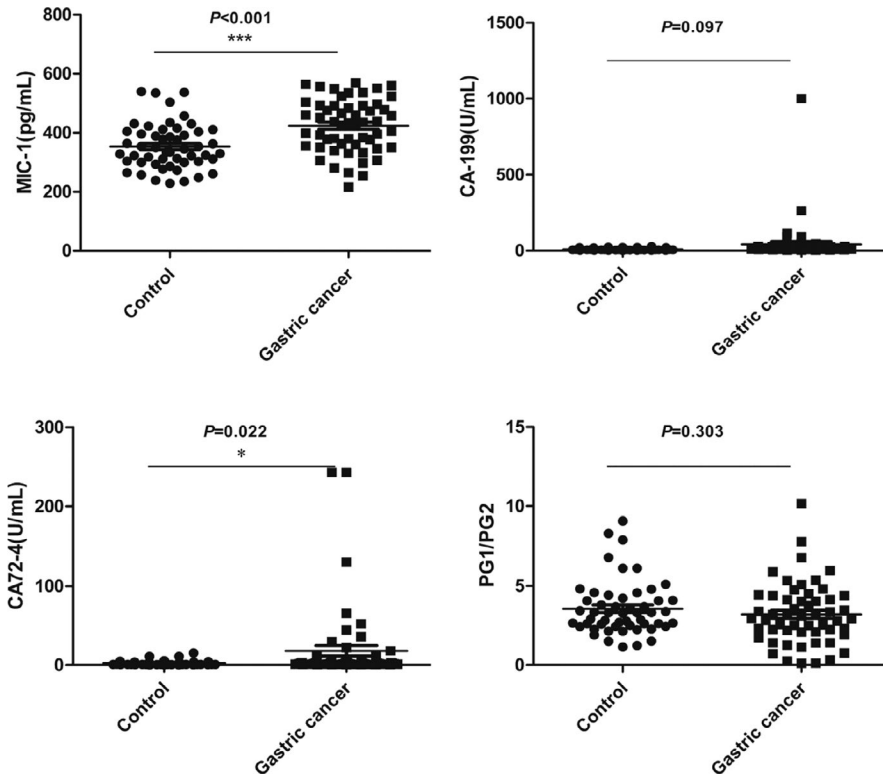 P<0.001
***
MIC-1(pg/mL)
800
600
400
200
0
Control
Gastric cancer
P=0.097
CA-199(U/mL)
1500
1000
500
0
Control
Gastric cancer
P=0.022
*
CA72-4(U/mL)
300
200
100
0
Control
Gastric cancer
P=0.303
PG1/PG2
15
10
5
0
Control
Gastric cancer